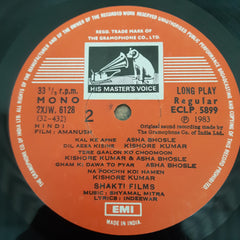 REGD. TRADE MARK OF
THE GRAMOPHONE CO., LTD.
HIS MASTER'S VOICE
33 1/3 r.p.m.
MONO
2XJW. 6128
(32-432)
HINDI
FILM: AMANUSH
2
LONG PLAY
Regular
ECLP 5899
℗ 1983
Original sound recording made by
The Gramophone Co. of India Ltd.
KAL KE APNE ASHA BHOSLE
DIL AISA KISINE KISHORE KUMAR
TERE GAALON KO CHOOMOON
KISHORE KUMAR & ASHA BHOSLE
GHAM KI DAWA TO PYAR ASHA BHOSLE
NA POOCHH KOI HAMEN
KISHORE KUMAR
SHAKTI FILMS
MUSIC: SHYAMAL MITRA
LYRICS: INDEEWAR
EMI
MADE IN INDIA